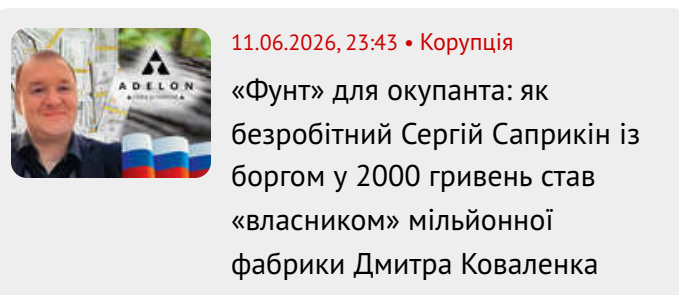 ADELON
11.06.2026, 23:43 • Корупція
«Фунт» для окупанта: як
безробітний Сергій Саприкін із
боргом у 2000 гривень став
«власником» мільйонної
фабрики Дмитра Коваленка